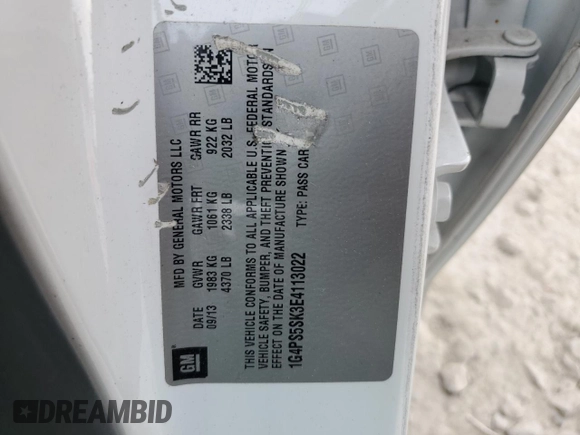 MFD BY GENERAL MOTORS LLC
DATE GVWR GAWR FRT GAWR RR
09/13 1983 KG 1061 KG 922 KG
4370 LB 2338 LB 2032 LB
THIS VEHICLE CONFORMS TO ALL APPLICABLE U.S. FEDERAL MOTOR
VEHICLE SAFETY, BUMPER, AND THEFT PREVENTION STANDARDS IN
EFFECT ON THE DATE OF MANUFACTURE SHOWN
1G4PS5SK3E4113022 TYPE: PASS CAR
GM
DREAMBID